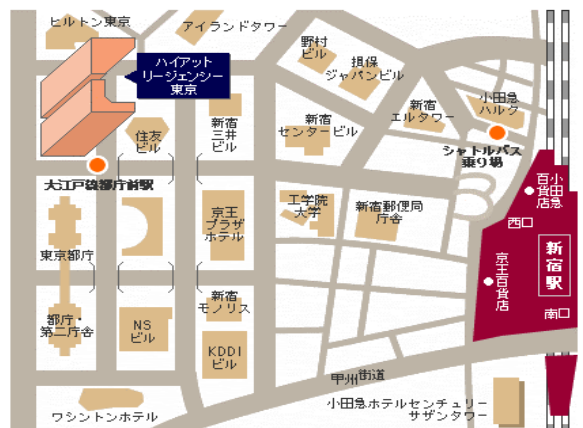 ヒルトン東京
アイランドタワー
ハイアット
リージェンシー
東京
野村
ビル
損保
ジャパンビル
新宿
エルタワー
小田急
ハルク
シャトルバス
乗り場
住友
ビル
新宿
三井
ビル
新宿
センタービル
大江戸線都庁前駅
京王
プラザ
ホテル
工学院
大学
新宿郵便局
庁舎
小田急
百貨店
西口
新宿駅
京王百貨店
南口
東京都庁
都庁・
第二庁舎
NS
ビル
新宿
モノリス
KDDI
ビル
甲州街道
ワシントンホテル
小田急ホテルセンチュリー
サザンタワー